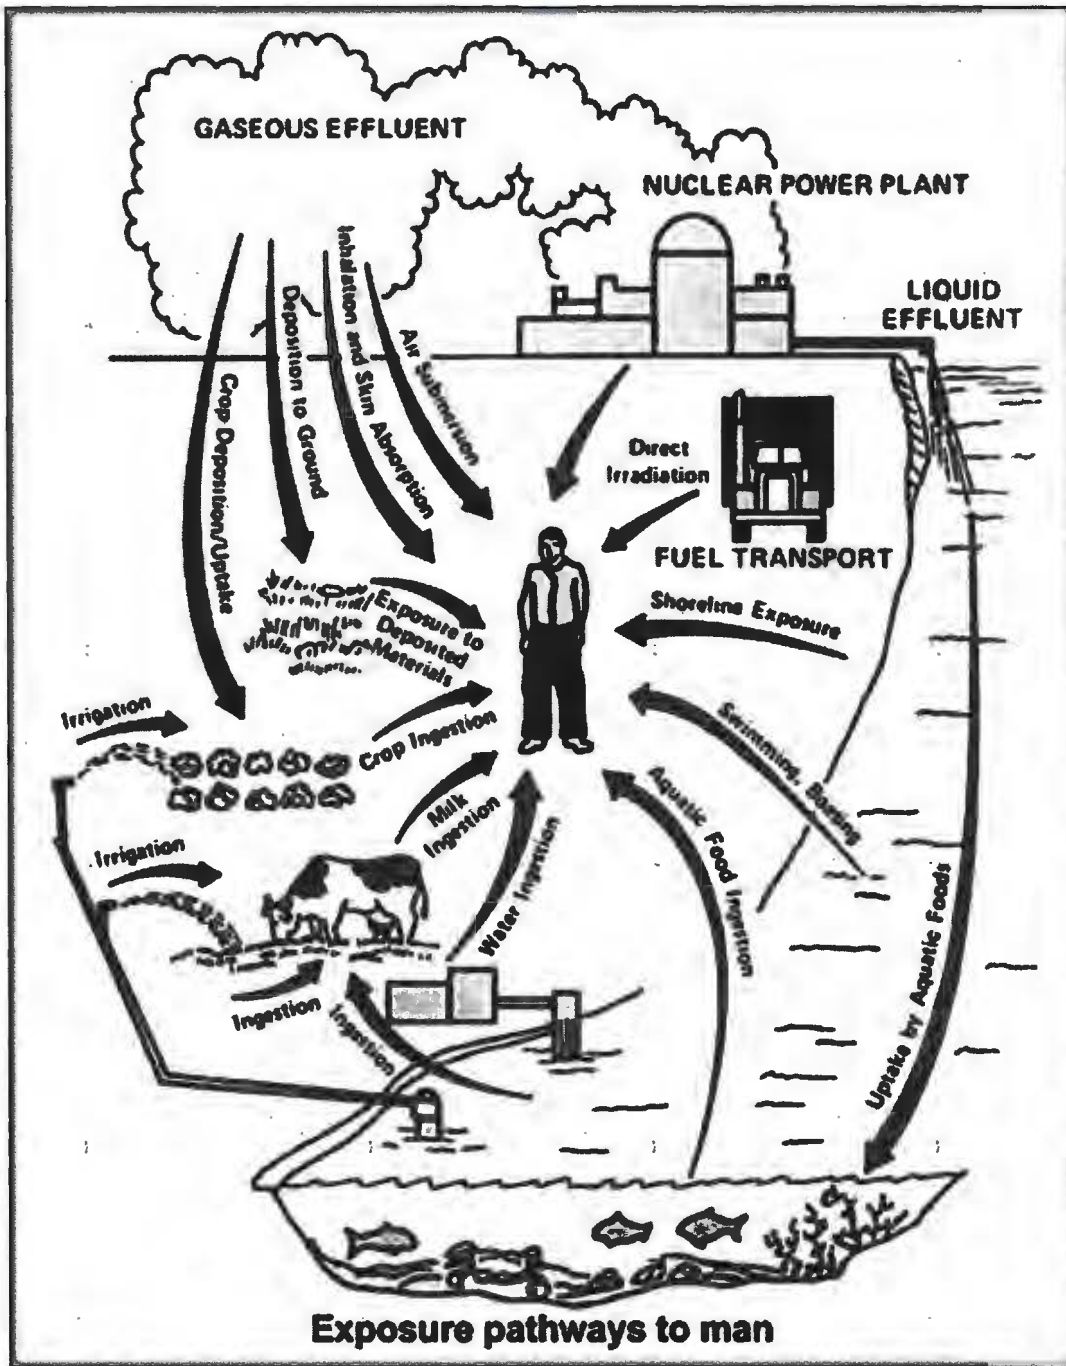 GASEOUS EFFLUENT
NUCLEAR POWER PLANT
LIQUID
EFFLUENT
Crop Deposition/Uptake
Deposition to Ground
Inhalation and Skin Absorption
Air Submersion
Direct
Irradiation
FUEL TRANSPORT
Exposure to
Deposited
Materials
Shoreline Exposure
Irrigation
Crop Ingestion
Swimming, Boating
Milk
Ingestion
Aquatic Food Ingestion
Irrigation
Water Ingestion
Uptake by Aquatic Foods
Ingestion
Ingestion
Exposure pathways to man